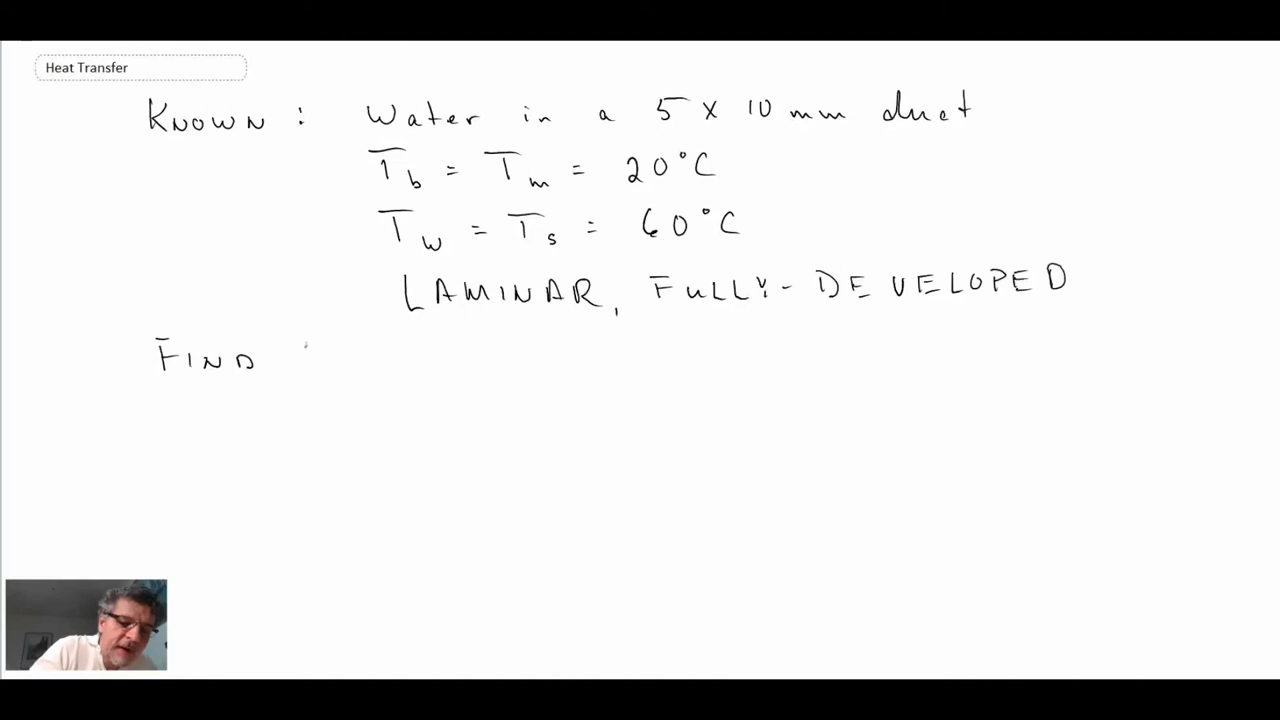 Heat Transfer
KNOWN : Water in a 5 x 10 mm duct
T_b = T_m = 20°C
T_w = T_s = 60°C
LAMINAR, FULLY-DEVELOPED
FIND